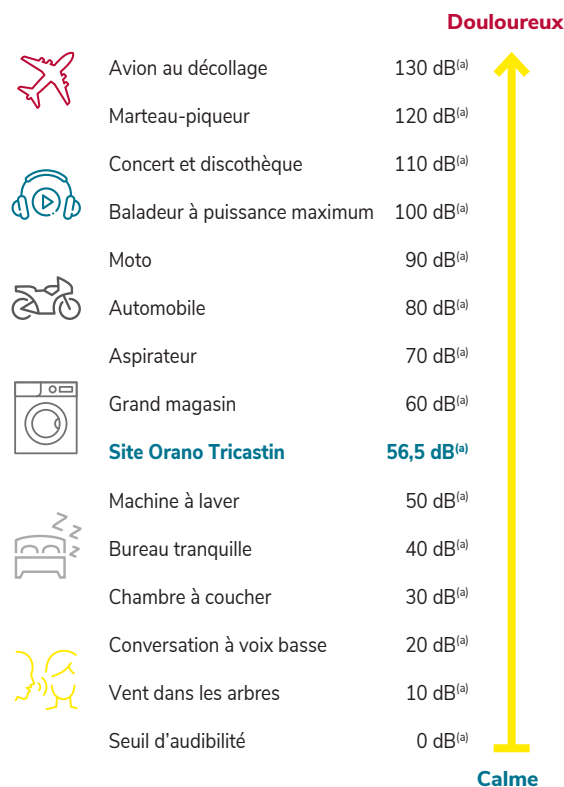 Douloureux
Avion au décollage 130 dB(a)
Marteau-piqueur 120 dB(a)
Concert et discothèque 110 dB(a)
Baladeur à puissance maximum 100 dB(a)
Moto 90 dB(a)
Automobile 80 dB(a)
Aspirateur 70 dB(a)
Grand magasin 60 dB(a)
Site Orano Tricastin 56,5 dB(a)
Machine à laver 50 dB(a)
Bureau tranquille 40 dB(a)
Chambre à coucher 30 dB(a)
Conversation à voix basse 20 dB(a)
Vent dans les arbres 10 dB(a)
Seuil d’audibilité 0 dB(a)
Calme